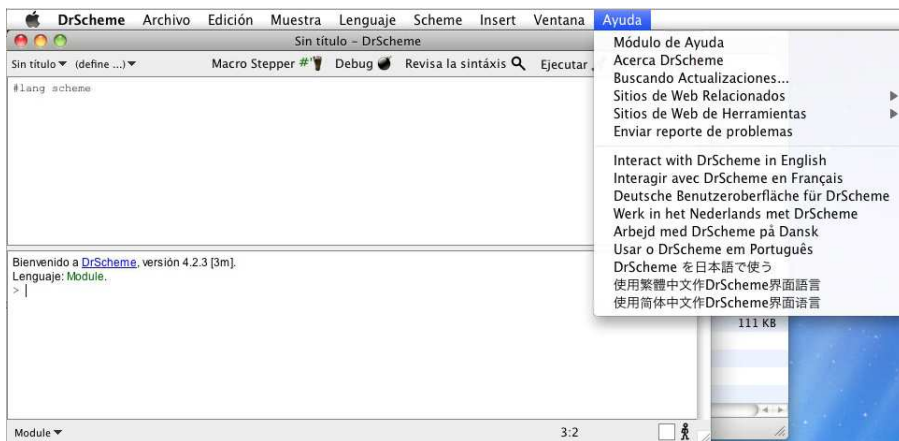 DrScheme Archivo Edición Muestra Lenguaje Scheme Insert Ventana Ayuda
Sin título - DrScheme
Sin título (define ...) Macro Stepper #' Debug Revisa la sintáxis Ejecutar
#lang scheme
Módulo de Ayuda
Acerca DrScheme
Buscando Actualizaciones...
Sitios de Web Relacionados
Sitios de Web de Herramientas
Enviar reporte de problemas
Interact with DrScheme in English
Interagir avec DrScheme en Français
Deutsche Benutzeroberfläche für DrScheme
Werk in het Nederlands met DrScheme
Arbejd med DrScheme på Dansk
Usar o DrScheme em Português
DrScheme を日本語で使う
使用繁體中文作DrScheme界面語言
使用简体中文作DrScheme界面语言
Bienvenido a DrScheme, versión 4.2.3 [3m].
Lenguaje: Module.
>
111 KB
Module 3:2